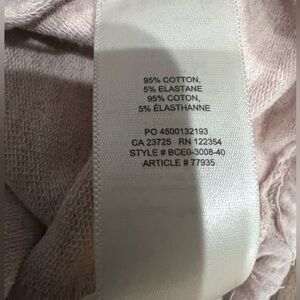 95% COTTON,
5% ELASTANE
95% COTON,
5% ÉLASTHANNE
PO 4500132193
CA 23725 RN 122354
STYLE # BCE0-3008-40
ARTICLE # 77935